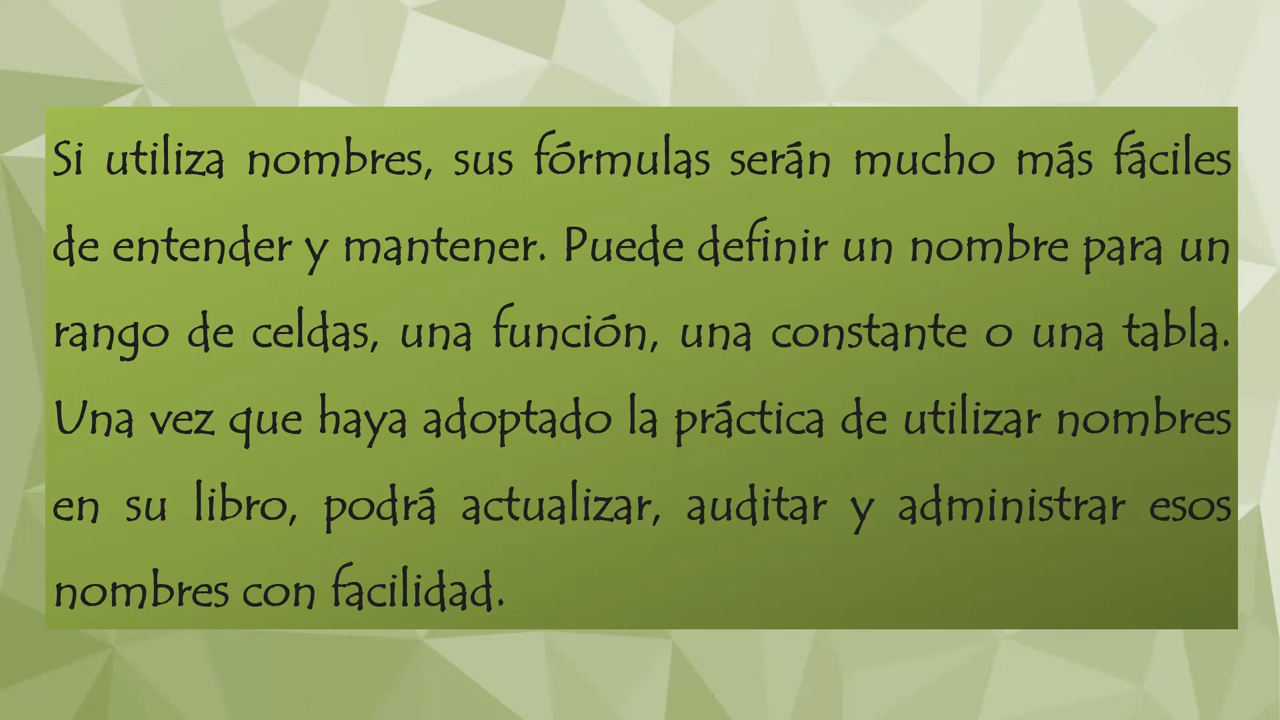 Si utiliza nombres, sus fórmulas serán mucho más fáciles
de entender y mantener. Puede definir un nombre para un
rango de celdas, una función, una constante o una tabla.
Una vez que haya adoptado la práctica de utilizar nombres
en su libro, podrá actualizar, auditar y administrar esos
nombres con facilidad.